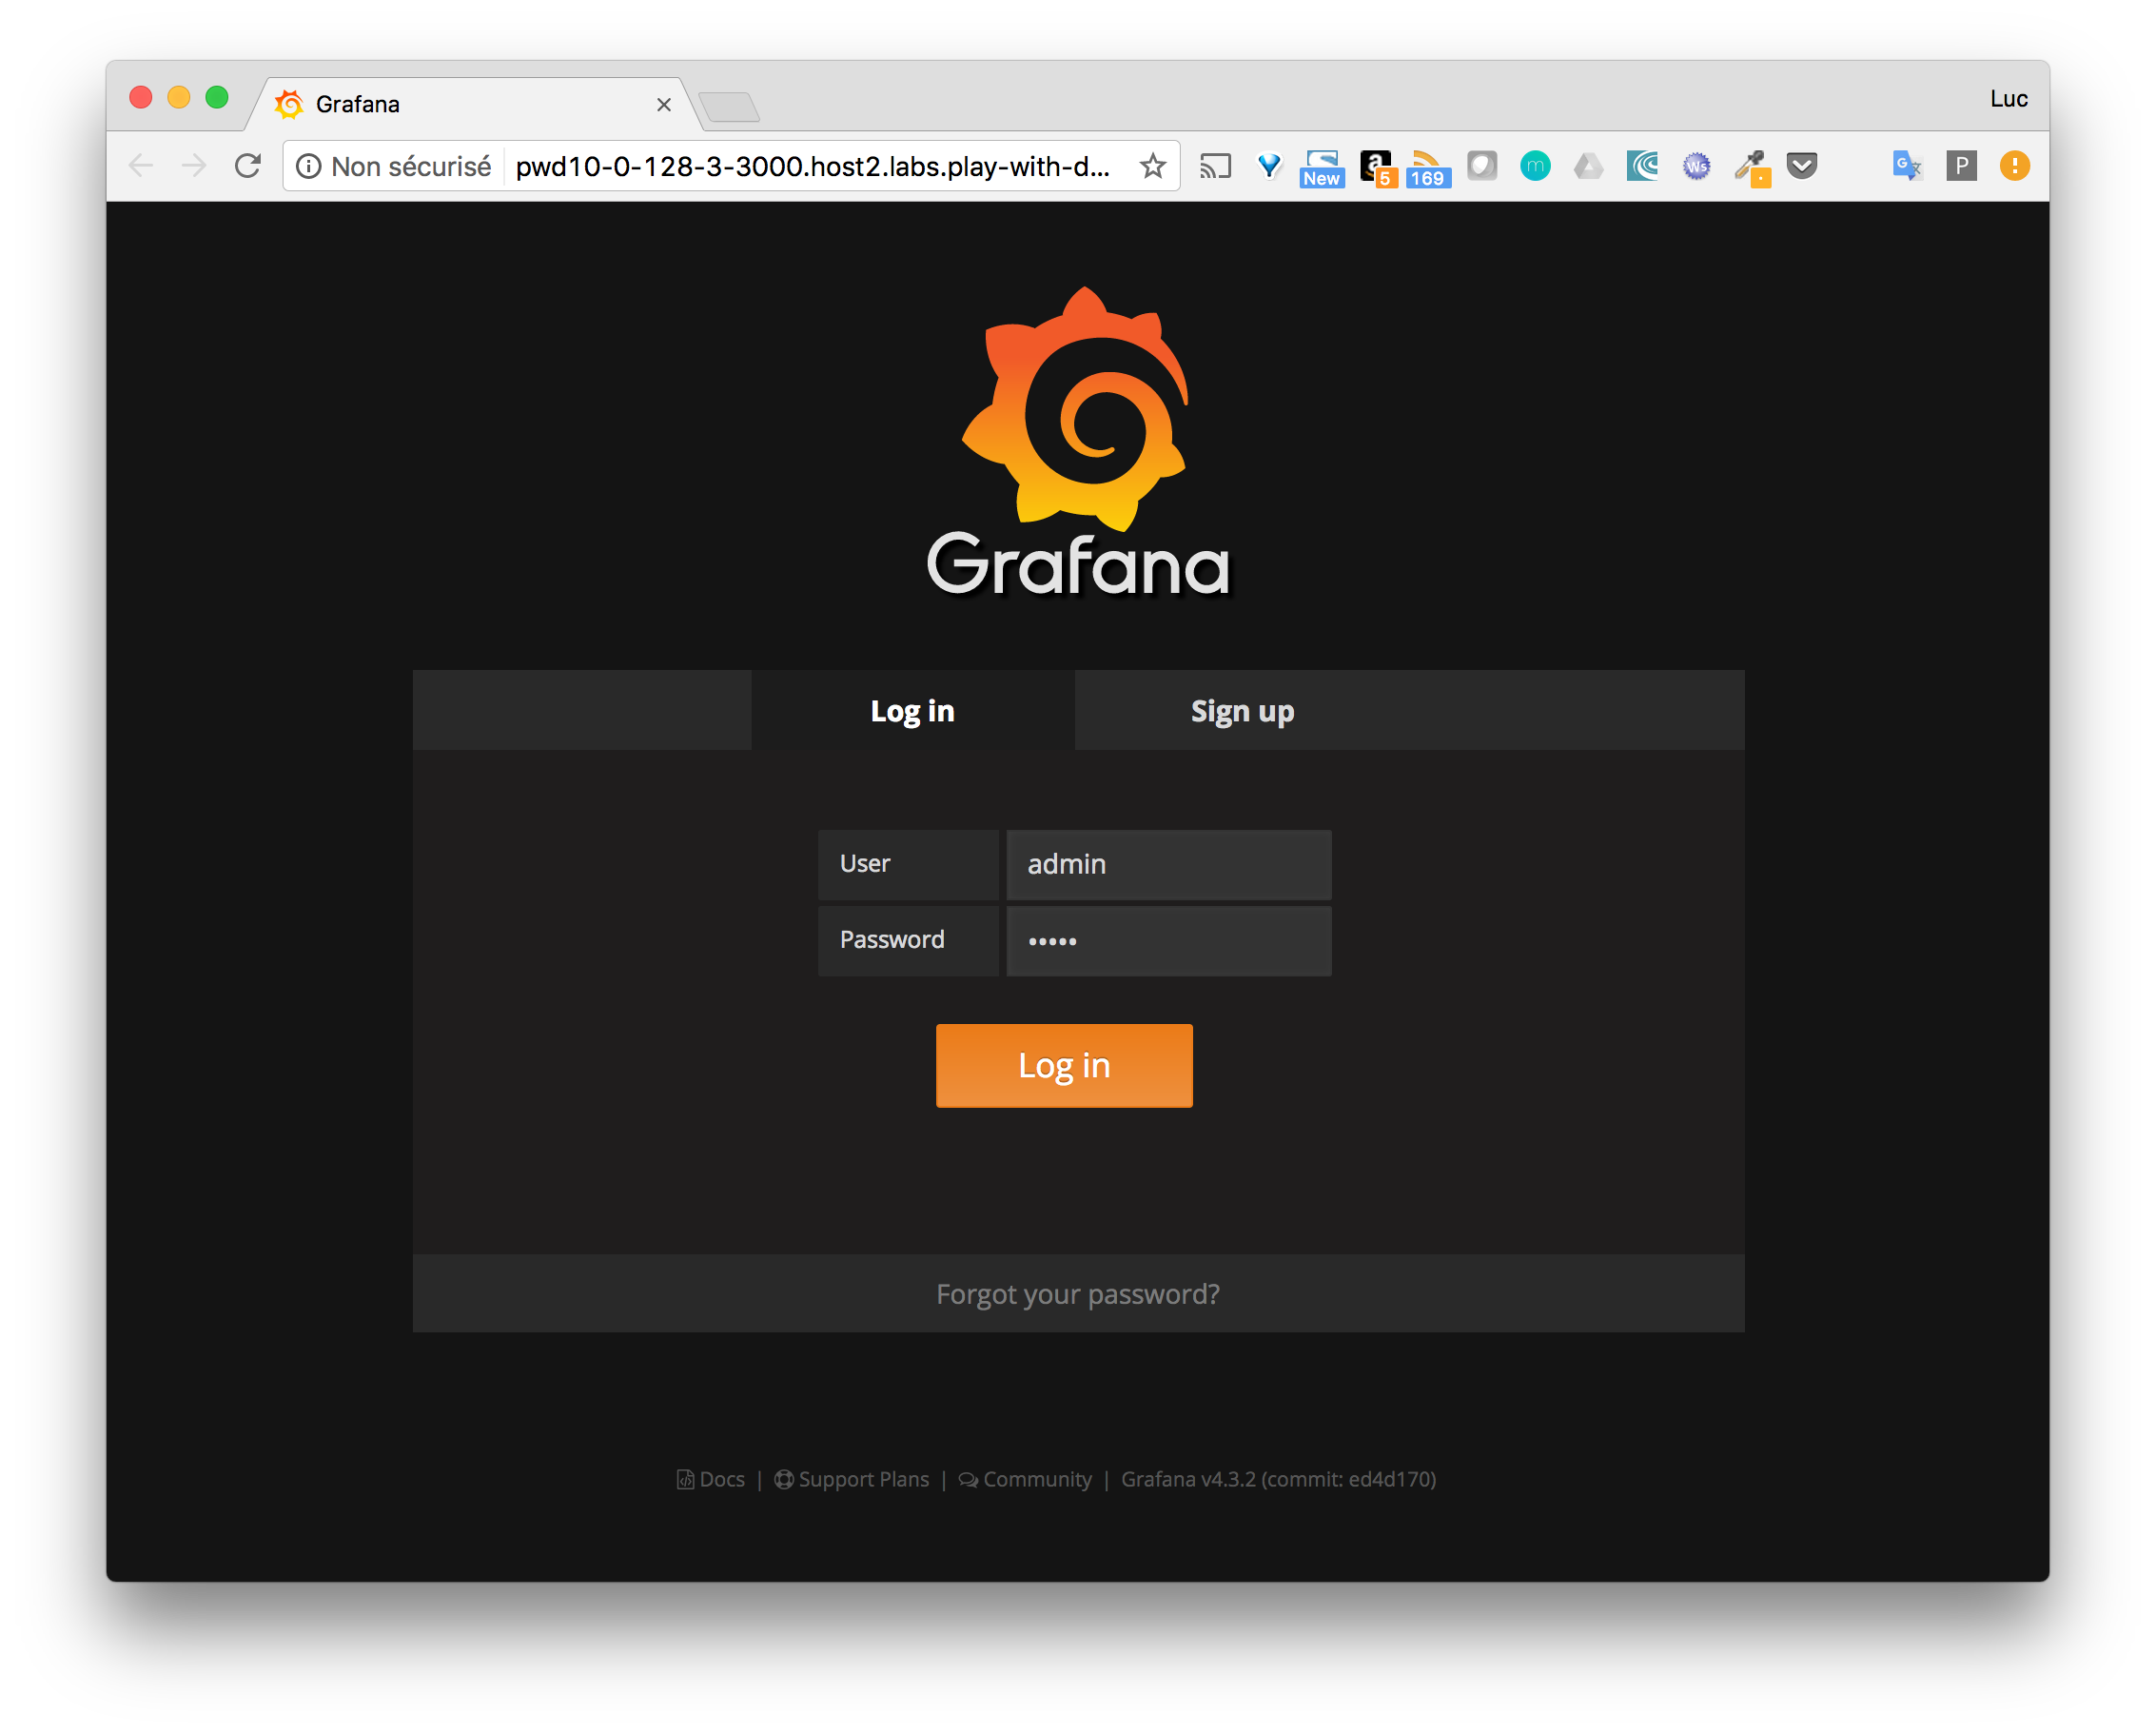 Grafana
Luc
Non sécurisé pwd10-0-128-3-3000.host2.labs.play-with-d...
New
a 5
169
m
Ws
G
P
Grafana
Log in Sign up
User admin
Password •••••
Log in
Forgot your password?
Docs | Support Plans | Community | Grafana v4.3.2 (commit: ed4d170)